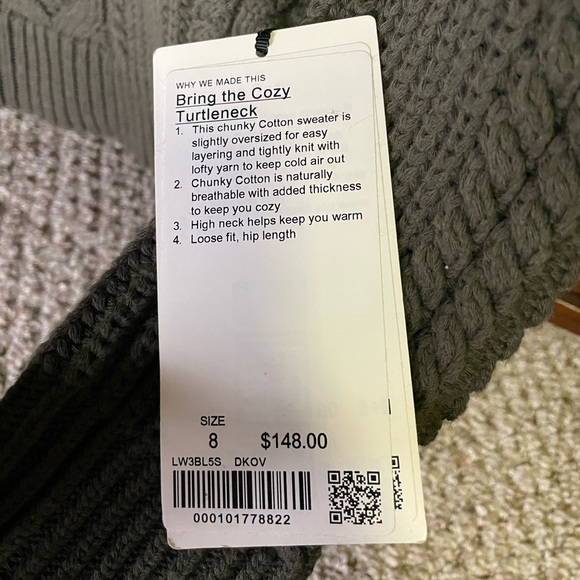 WHY WE MADE THIS
Bring the Cozy
Turtleneck
1. This chunky Cotton sweater is
slightly oversized for easy
layering and tightly knit with
lofty yarn to keep cold air out
2. Chunky Cotton is naturally
breathable with added thickness
to keep you cozy
3. High neck helps keep you warm
4. Loose fit, hip length
SIZE
8 $148.00
LW3BL5S DKOV
000101778822